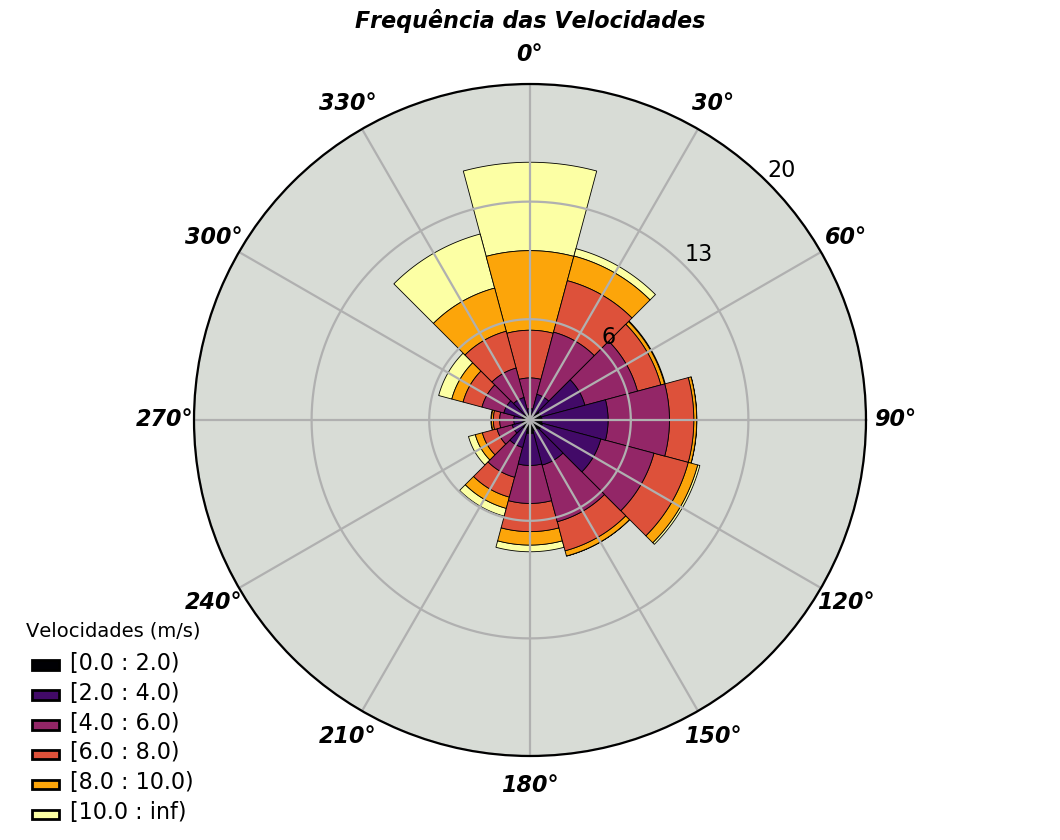 Frequência das Velocidades
0°
330°
30°
20
300°
60°
13
6
270°
90°
240°
120°
Velocidades (m/s)
[0.0 : 2.0)
[2.0 : 4.0)
[4.0 : 6.0)
[6.0 : 8.0)
[8.0 : 10.0)
[10.0 : inf)
210°
150°
180°